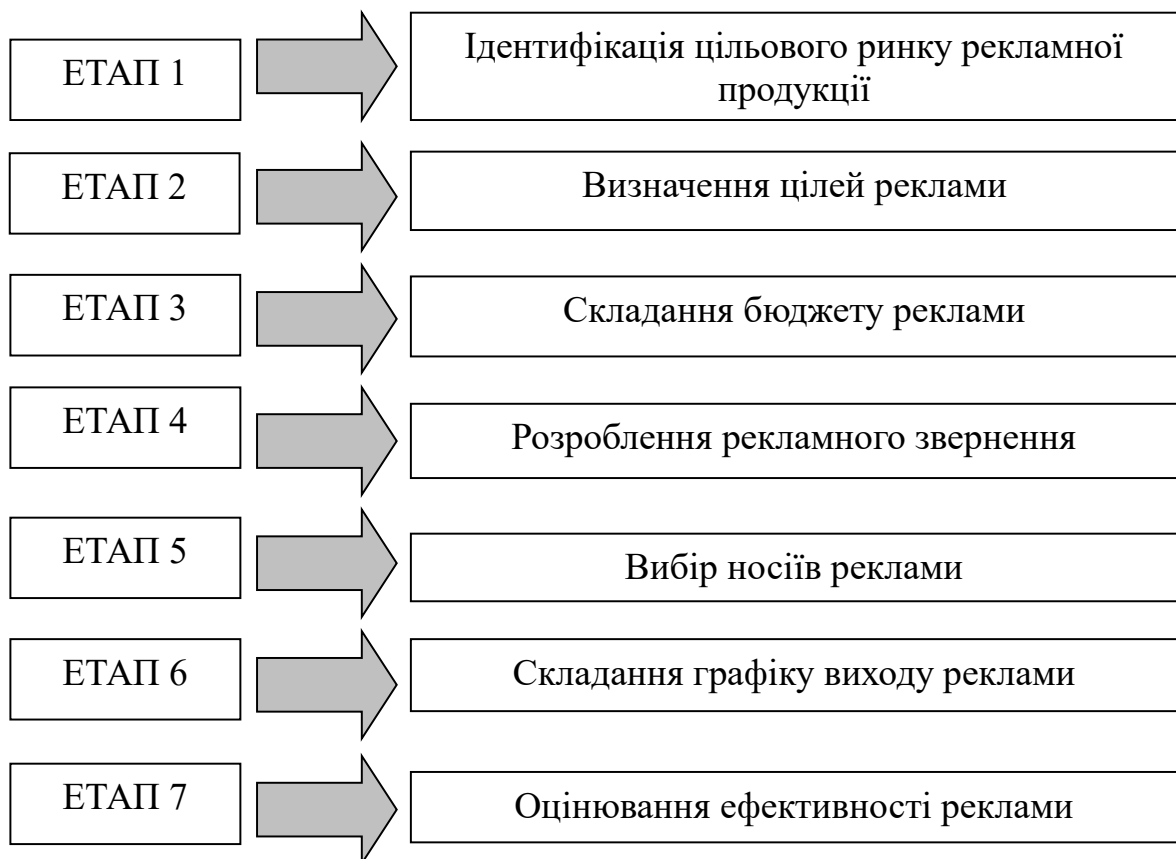 ЕТАП 1
Ідентифікація цільового ринку рекламної
продукції
ЕТАП 2
Визначення цілей реклами
ЕТАП 3
Складання бюджету реклами
ЕТАП 4
Розроблення рекламного звернення
ЕТАП 5
Вибір носіїв реклами
ЕТАП 6
Складання графіку виходу реклами
ЕТАП 7
Оцінювання ефективності реклами